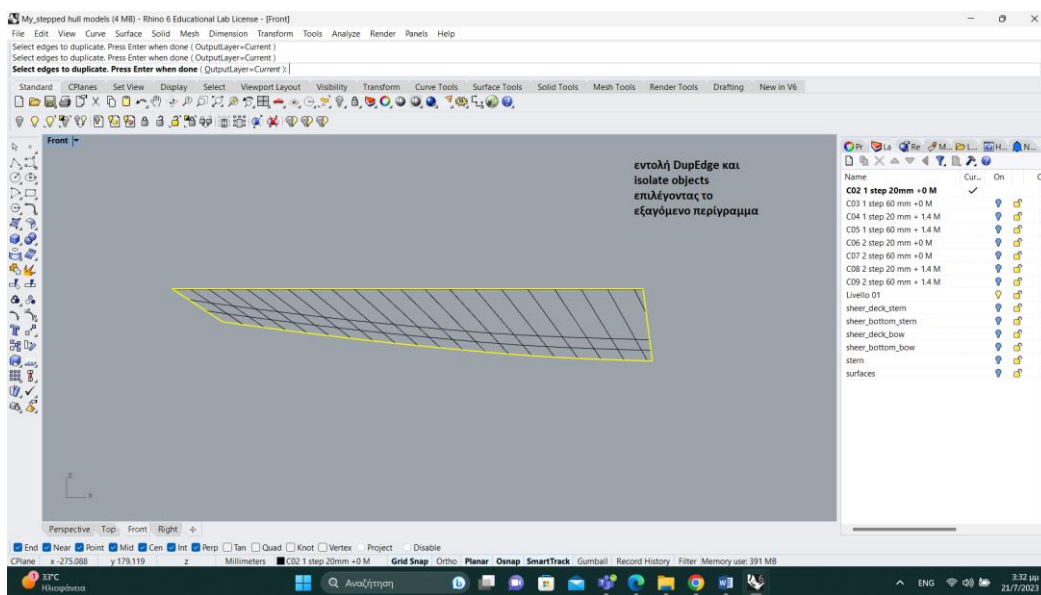 My_stepped hull models (4 MB) - Rhino 6 Educational Lab License - [Front]
File Edit View Curve Surface Solid Mesh Dimension Transform Tools Analyze Render Panels Help
Select edges to duplicate. Press Enter when done ( OutputLayer=Current )
Select edges to duplicate. Press Enter when done ( OutputLayer=Current )
Select edges to duplicate. Press Enter when done ( OutputLayer=Current ):
Standard CPlanes Set View Display Select Viewport Layout Visibility Transform Curve Tools Surface Tools Solid Tools Mesh Tools Render Tools Drafting New in V6
Front
εντολή DupEdge και
isolate objects
επιλέγοντας το
εξαγόμενο περίγραμμα
Pr La Re M... L... H... N...
Name Cur... On
C02 1 step 20mm +0 M
C03 1 step 60 mm +0 M
C04 1 step 20 mm + 1.4 M
C05 1 step 60 mm + 1.4 M
C06 2 step 20 mm +0 M
C07 2 step 60 mm +0 M
C08 2 step 20 mm + 1.4 M
C09 2 step 60 mm + 1.4 M
Livello 01
sheer_deck_stern
sheer_bottom_stern
sheer_deck_bow
sheer_bottom_bow
stern
surfaces
z
x
Perspective Top Front Right
End Near Point Mid Cen Int Perp Tan Quad Knot Vertex Project Disable
CPlane x -275.088 y 179.119 z Millimeters C02 1 step 20mm +0 M Grid Snap Ortho Planar Osnap SmartTrack Gumball Record History Filter Memory use: 391 MB
1 33°C
Ηλιοφάνεια
Αναζήτηση
ENG
3:32 μμ
21/7/2023